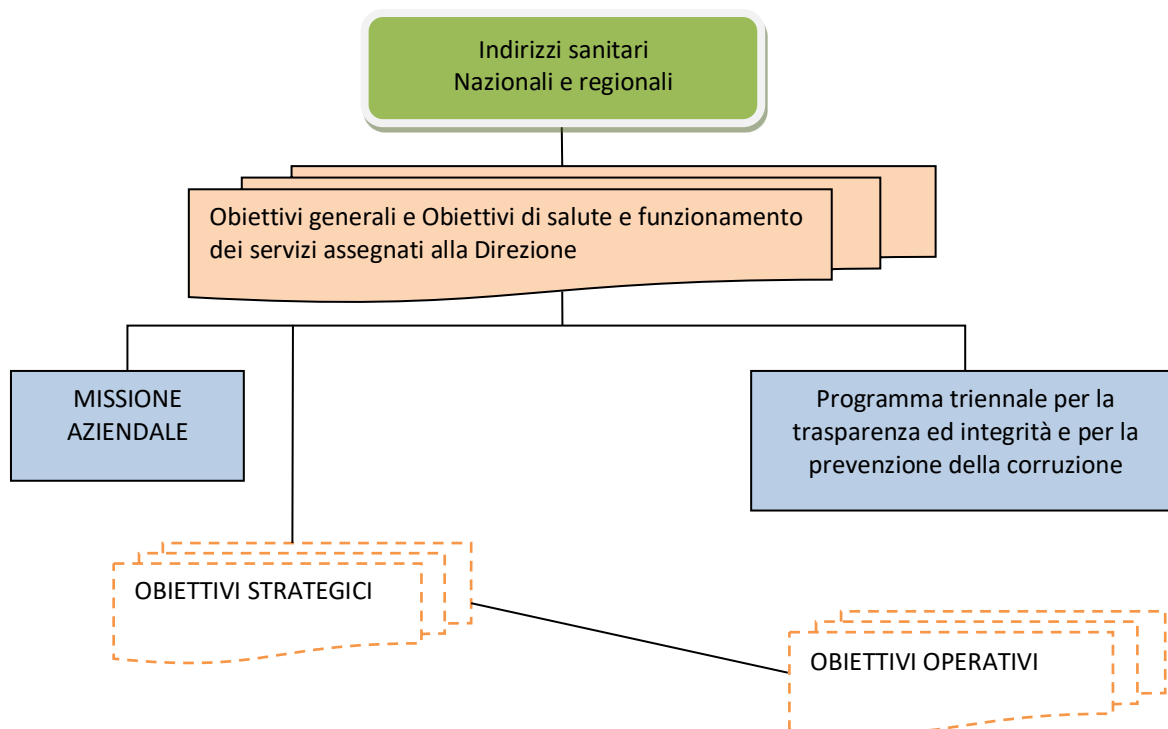 Indirizzi sanitari
Nazionali e regionali
Obiettivi generali e Obiettivi di salute e funzionamento
dei servizi assegnati alla Direzione
MISSIONE
AZIENDALE
Programma triennale per la
trasparenza ed integrità e per la
prevenzione della corruzione
OBIETTIVI STRATEGICI
OBIETTIVI OPERATIVI